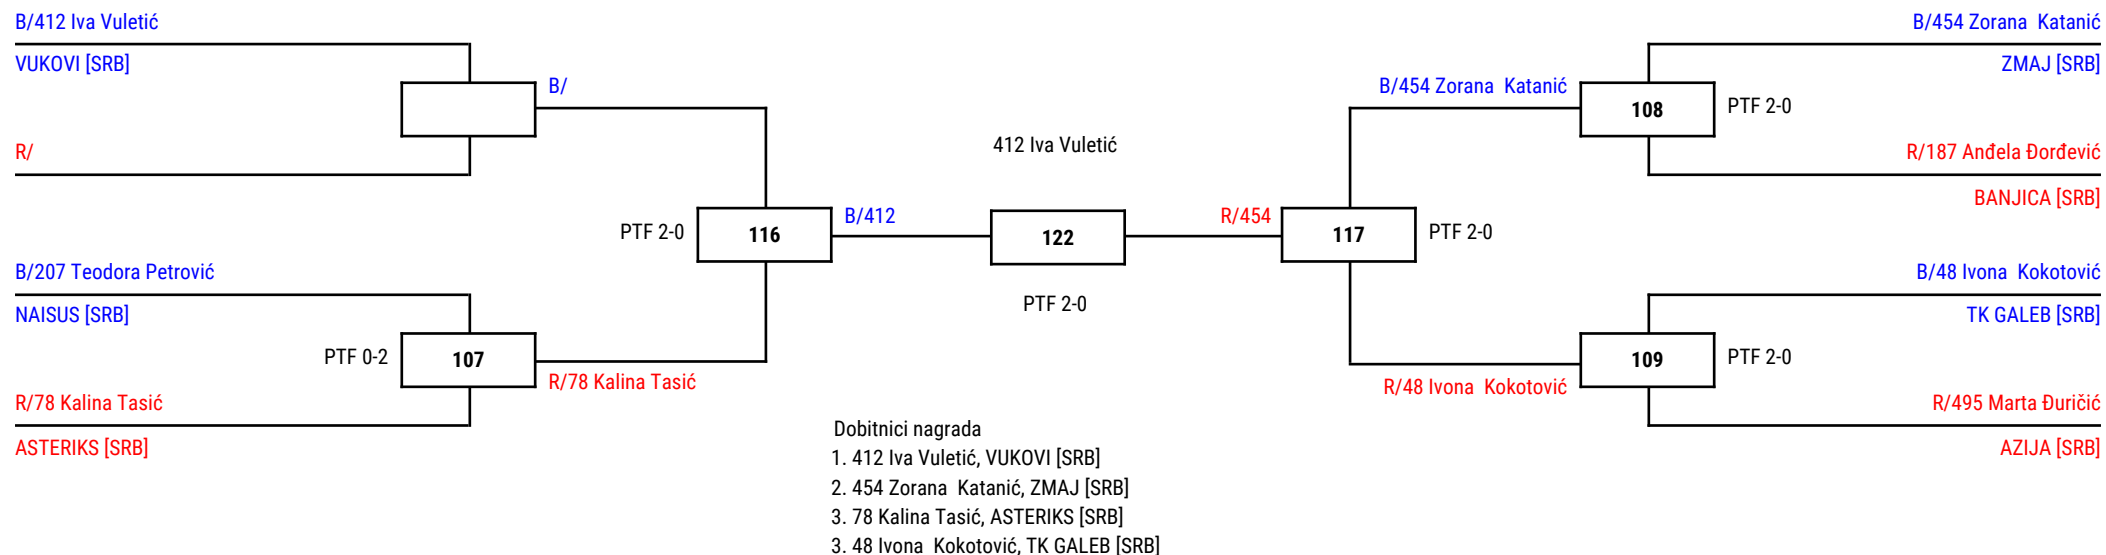 B/412 Iva Vuletić
VUKOVI [SRB]
B/
R/
B/207 Teodora Petrović
NAISUS [SRB]
PTF 0-2
107
R/78 Kalina Tasić
R/78 Kalina Tasić
ASTERIKS [SRB]
PTF 2-0
116
B/412
412 Iva Vuletić
122
PTF 2-0
R/454
117
PTF 2-0
B/454 Zorana Katanić
R/48 Ivona Kokotović
B/454 Zorana Katanić
ZMAJ [SRB]
108
PTF 2-0
R/187 Anđela Đorđević
BANJICA [SRB]
B/48 Ivona Kokotović
TK GALEB [SRB]
109
PTF 2-0
R/495 Marta Đuričić
AZIJA [SRB]
Dobitnici nagrada
1. 412 Iva Vuletić, VUKOVI [SRB]
2. 454 Zorana Katanić, ZMAJ [SRB]
3. 78 Kalina Tasić, ASTERIKS [SRB]
3. 48 Ivona Kokotović, TK GALEB [SRB]